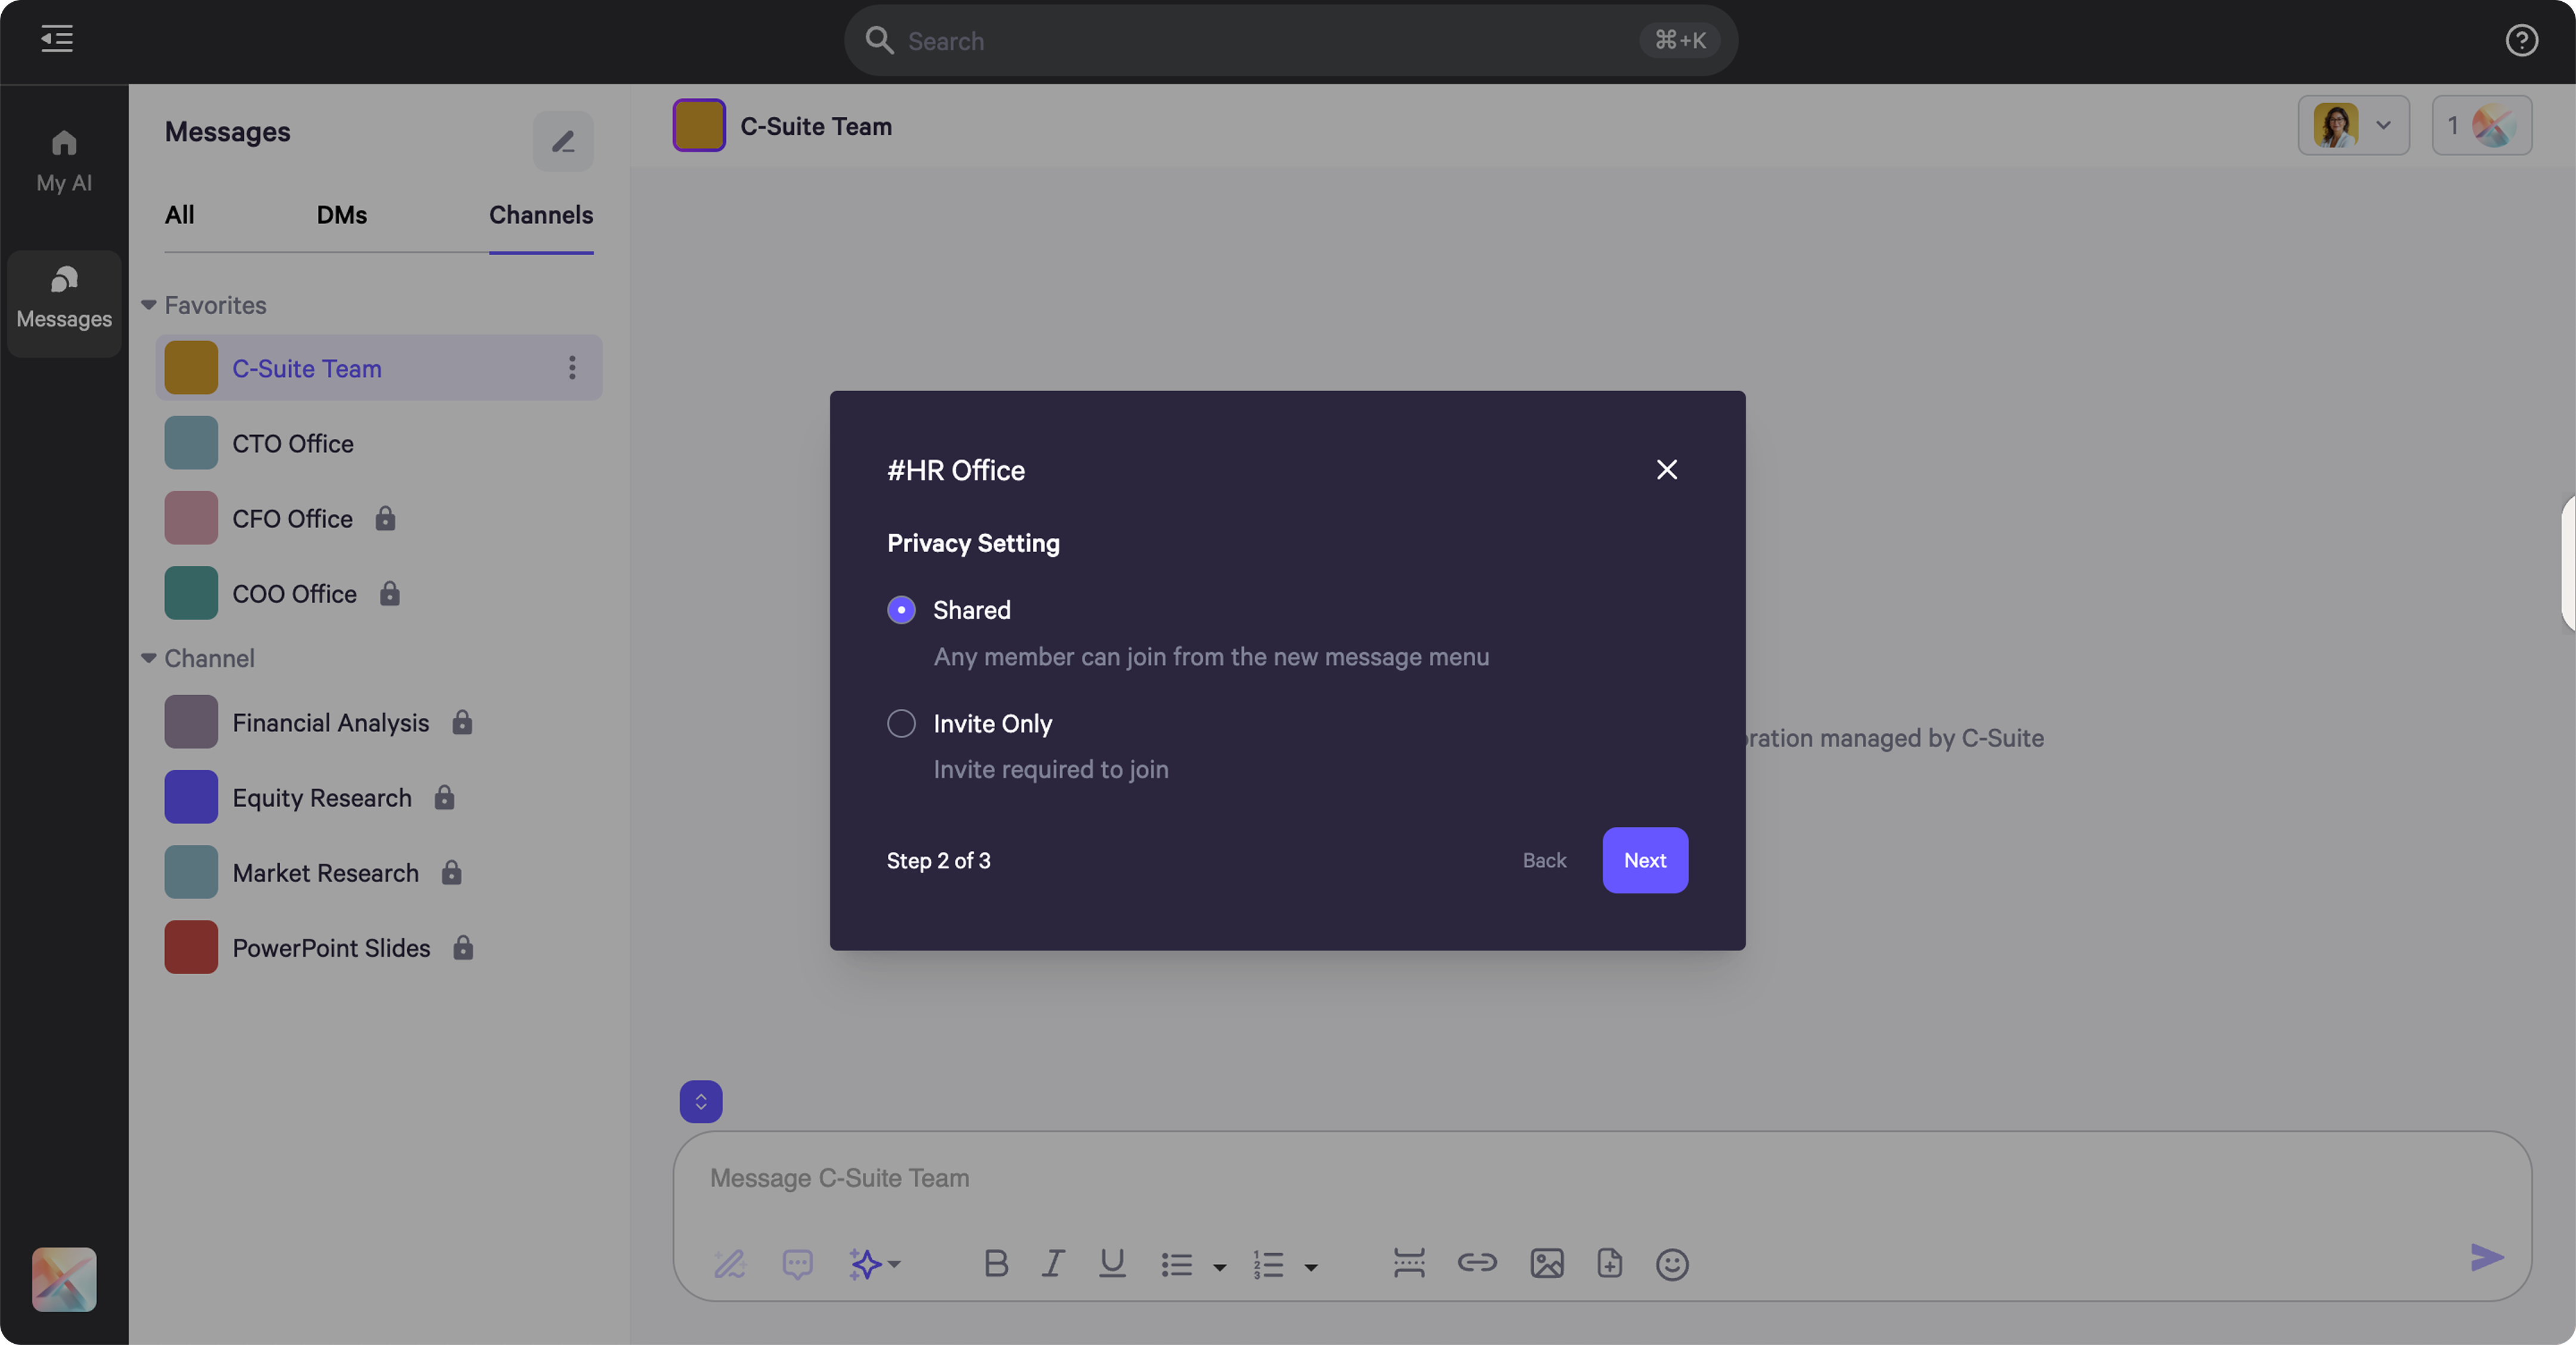 Search
⌘+K
My AI
Messages
Messages
All
DMs
Channels
Favorites
C-Suite Team
CTO Office
CFO Office
COO Office
Channel
Financial Analysis
Equity Research
Market Research
PowerPoint Slides
C-Suite Team
1
managed by C-Suite
#HR Office
Privacy Setting
Shared
Any member can join from the new message menu
Invite Only
Invite required to join
Step 2 of 3
Back
Next
Message C-Suite Team